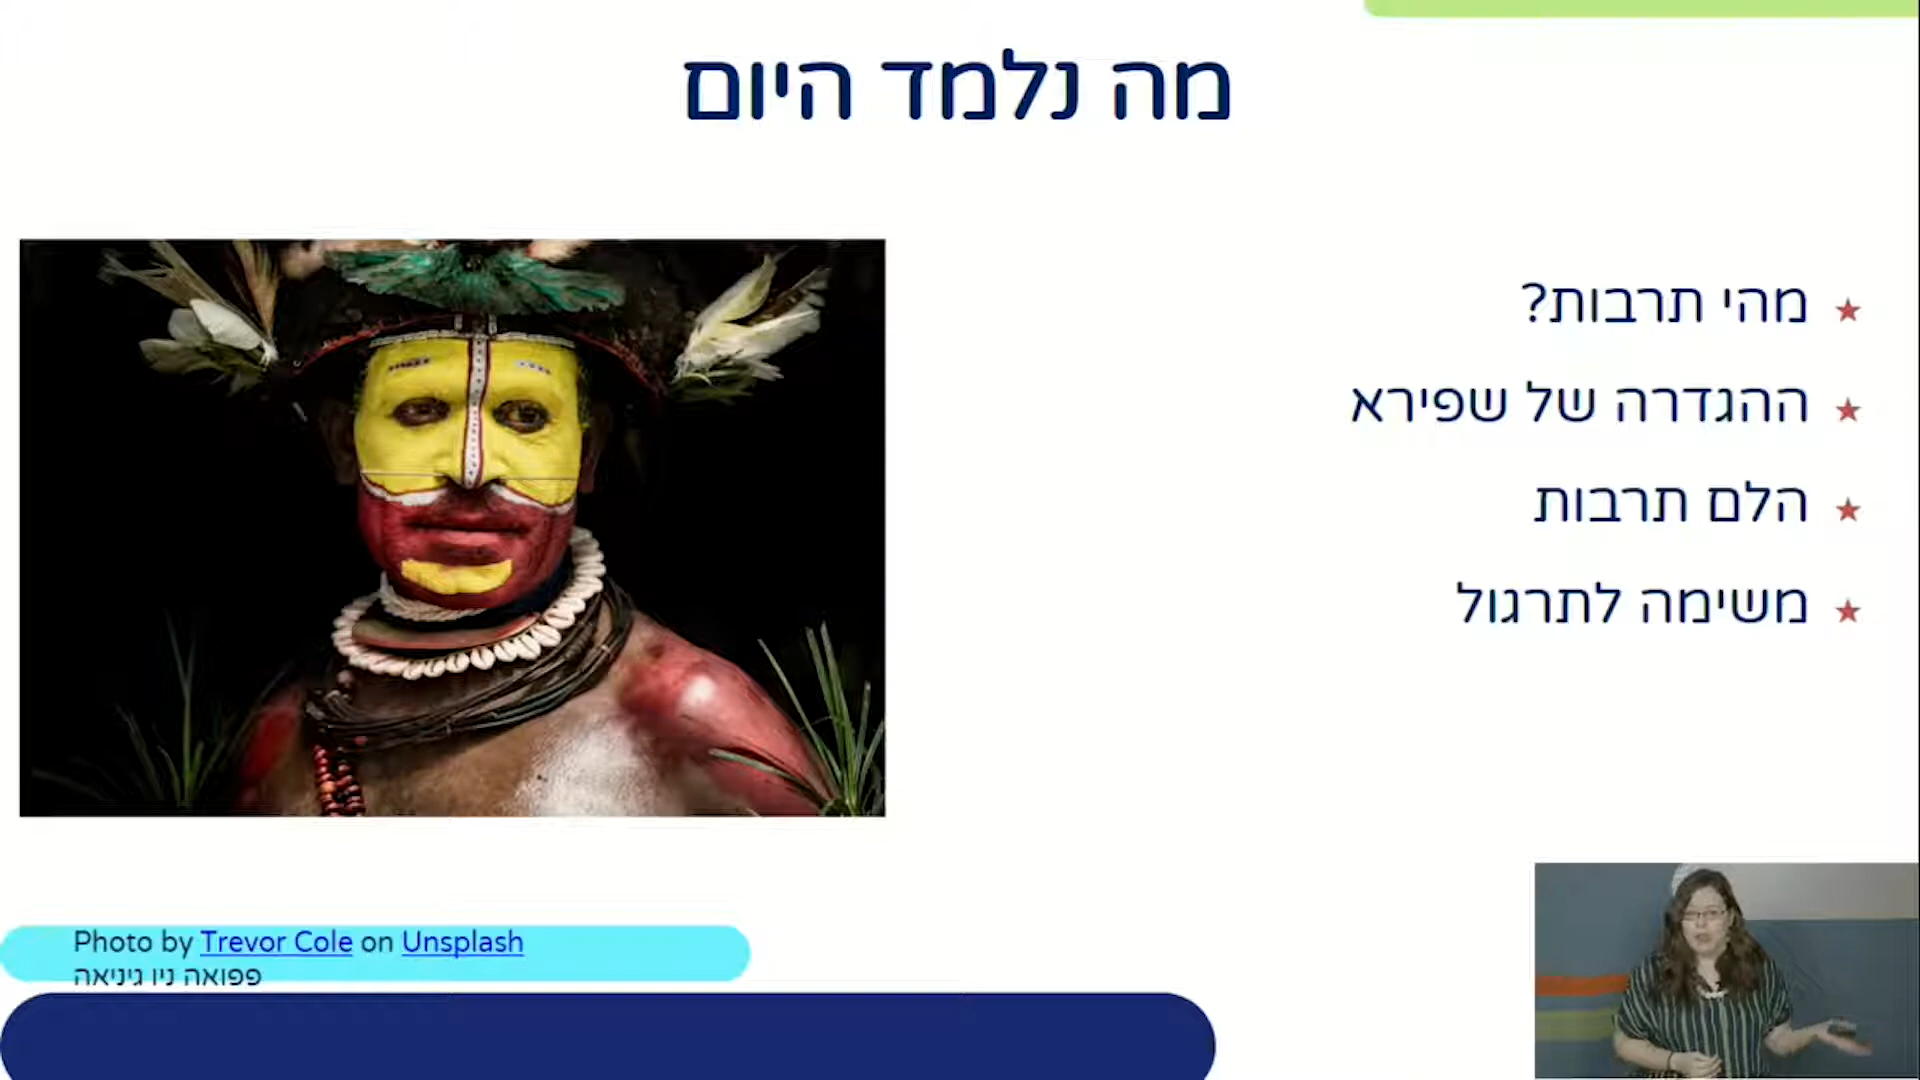 מה נלמד היום
מהי תרבות?
ההגדרה של שפירא
הלם תרבות
משימה לתרגול
Photo by Trevor Cole on Unsplash
פפואה ניו גיניאה